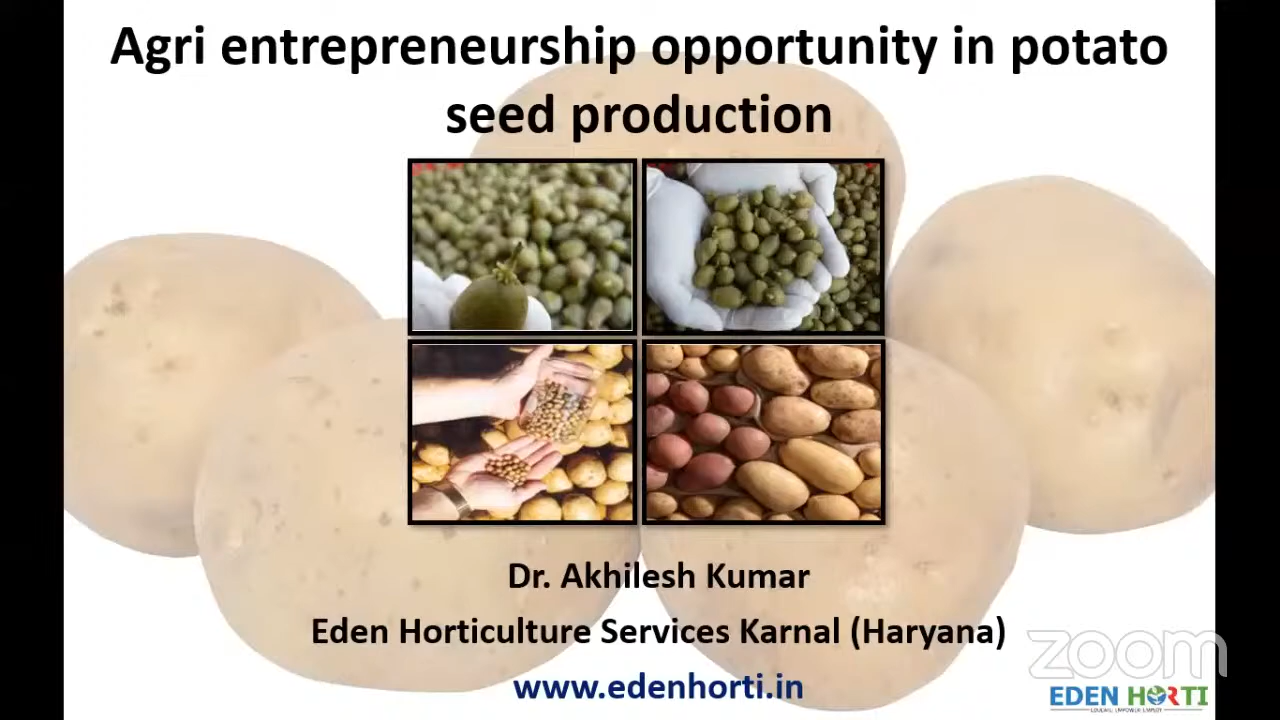 Agri entrepreneurship opportunity in potato
seed production
Dr. Akhilesh Kumar
Eden Horticulture Services Karnal (Haryana)
www.edenhorti.in
zoom
EDEN HORTI